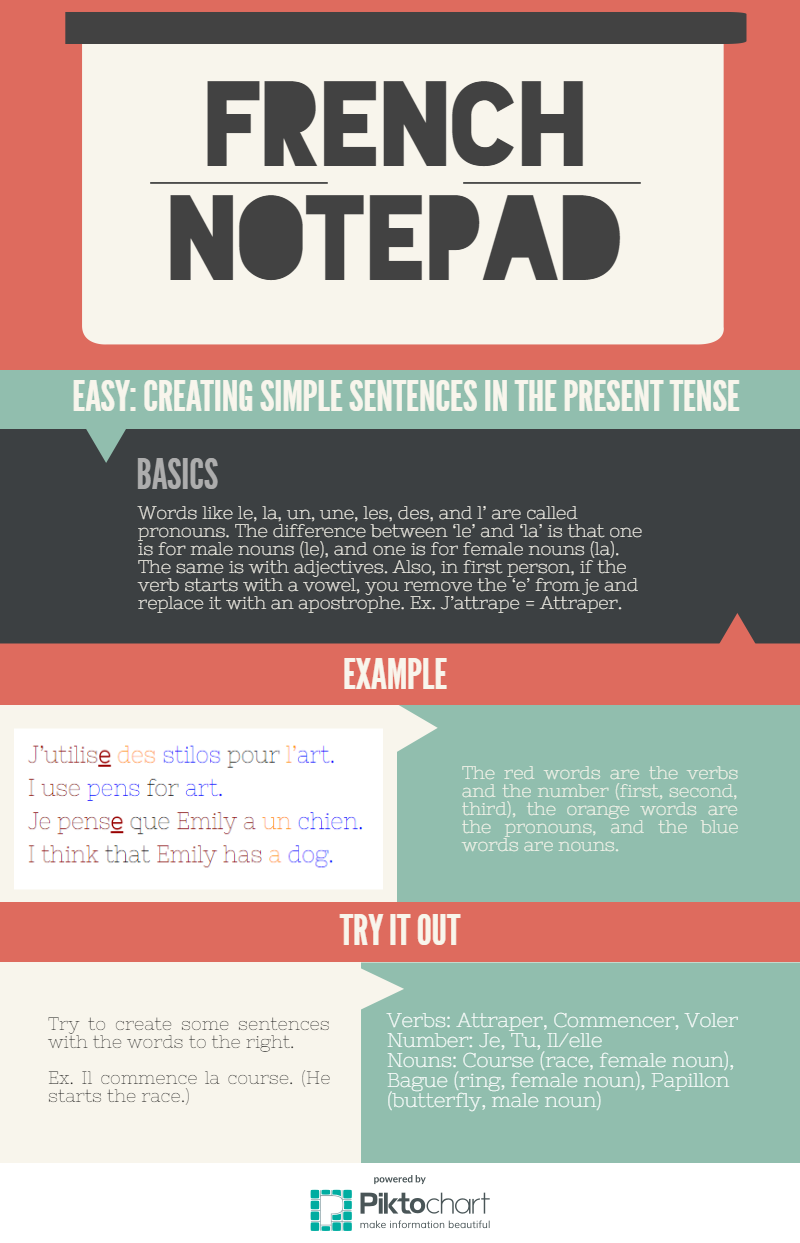 FRENCH
NOTEPAD
EASY: CREATING SIMPLE SENTENCES IN THE PRESENT TENSE
BASICS
Words like le, la, un, une, les, des, and l’ are called
pronouns. The difference between ‘le’ and ‘la’ is that one
is for male nouns (le), and one is for female nouns (la).
The same is with adjectives. Also, in first person, if the
verb starts with a vowel, you remove the ‘e’ from je and
replace it with an apostrophe. Ex. J’attrape = Attraper.
EXAMPLE
J’utilise des stilos pour l’art.
I use pens for art.
Je pense que Emily a un chien.
I think that Emily has a dog.
The red words are the verbs
and the number (first, second,
third), the orange words are
the pronouns, and the blue
words are nouns.
TRY IT OUT
Try to create some sentences
with the words to the right.
Ex. Il commence la course. (He
starts the race.)
Verbs: Attraper, Commencer, Voler
Number: Je, Tu, Il/elle
Nouns: Course (race, female noun),
Bague (ring, female noun), Papillon
(butterfly, male noun)
powered by
Piktochart
make information beautiful